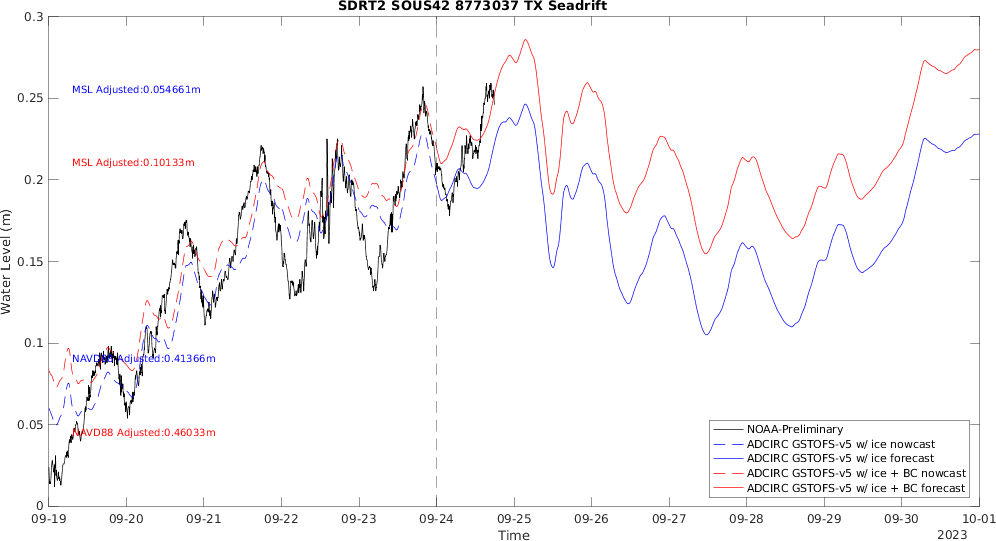 SDRT2 SOUS42 8773037 TX Seadrift
Water Level (m)
0.3
0.25
0.2
0.15
0.1
0.05
0
MSL Adjusted:0.054661m
MSL Adjusted:0.10133m
NAVD88 Adjusted:0.41366m
NAVD88 Adjusted:0.46033m
NOAA-Preliminary
ADCIRC GSTOFS-v5 w/ ice nowcast
ADCIRC GSTOFS-v5 w/ ice forecast
ADCIRC GSTOFS-v5 w/ ice + BC nowcast
ADCIRC GSTOFS-v5 w/ ice + BC forecast
09-19 09-20 09-21 09-22 09-23 09-24 09-25 09-26 09-27 09-28 09-29 09-30 10-01
Time
2023